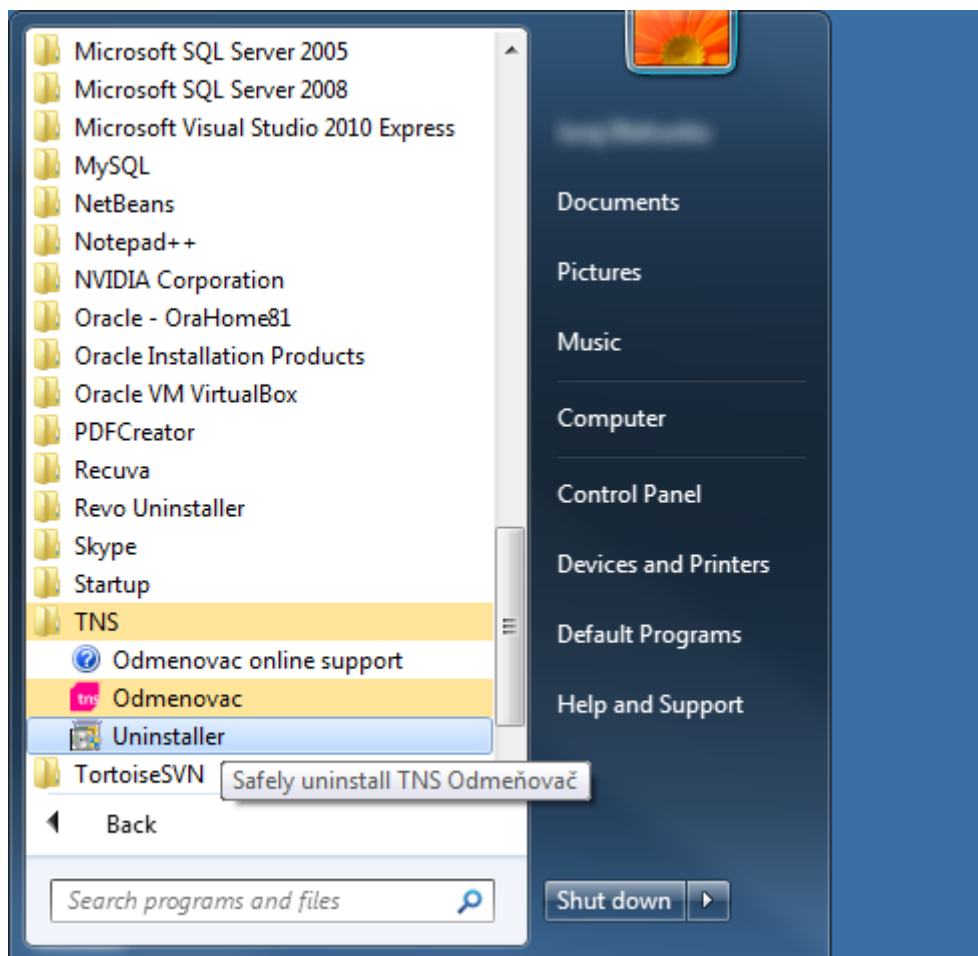 Microsoft SQL Server 2005
Microsoft SQL Server 2008
Microsoft Visual Studio 2010 Express
MySQL
NetBeans
Notepad++
NVIDIA Corporation
Oracle - OraHome81
Oracle Installation Products
Oracle VM VirtualBox
PDFCreator
Recuva
Revo Uninstaller
Skype
Startup
TNS
Odmenovac online support
tns Odmenovac
Uninstaller
TortoiseSVN
Safely uninstall TNS Odmeňovač
Back
Search programs and files
Documents
Pictures
Music
Computer
Control Panel
Devices and Printers
Default Programs
Help and Support
Shut down